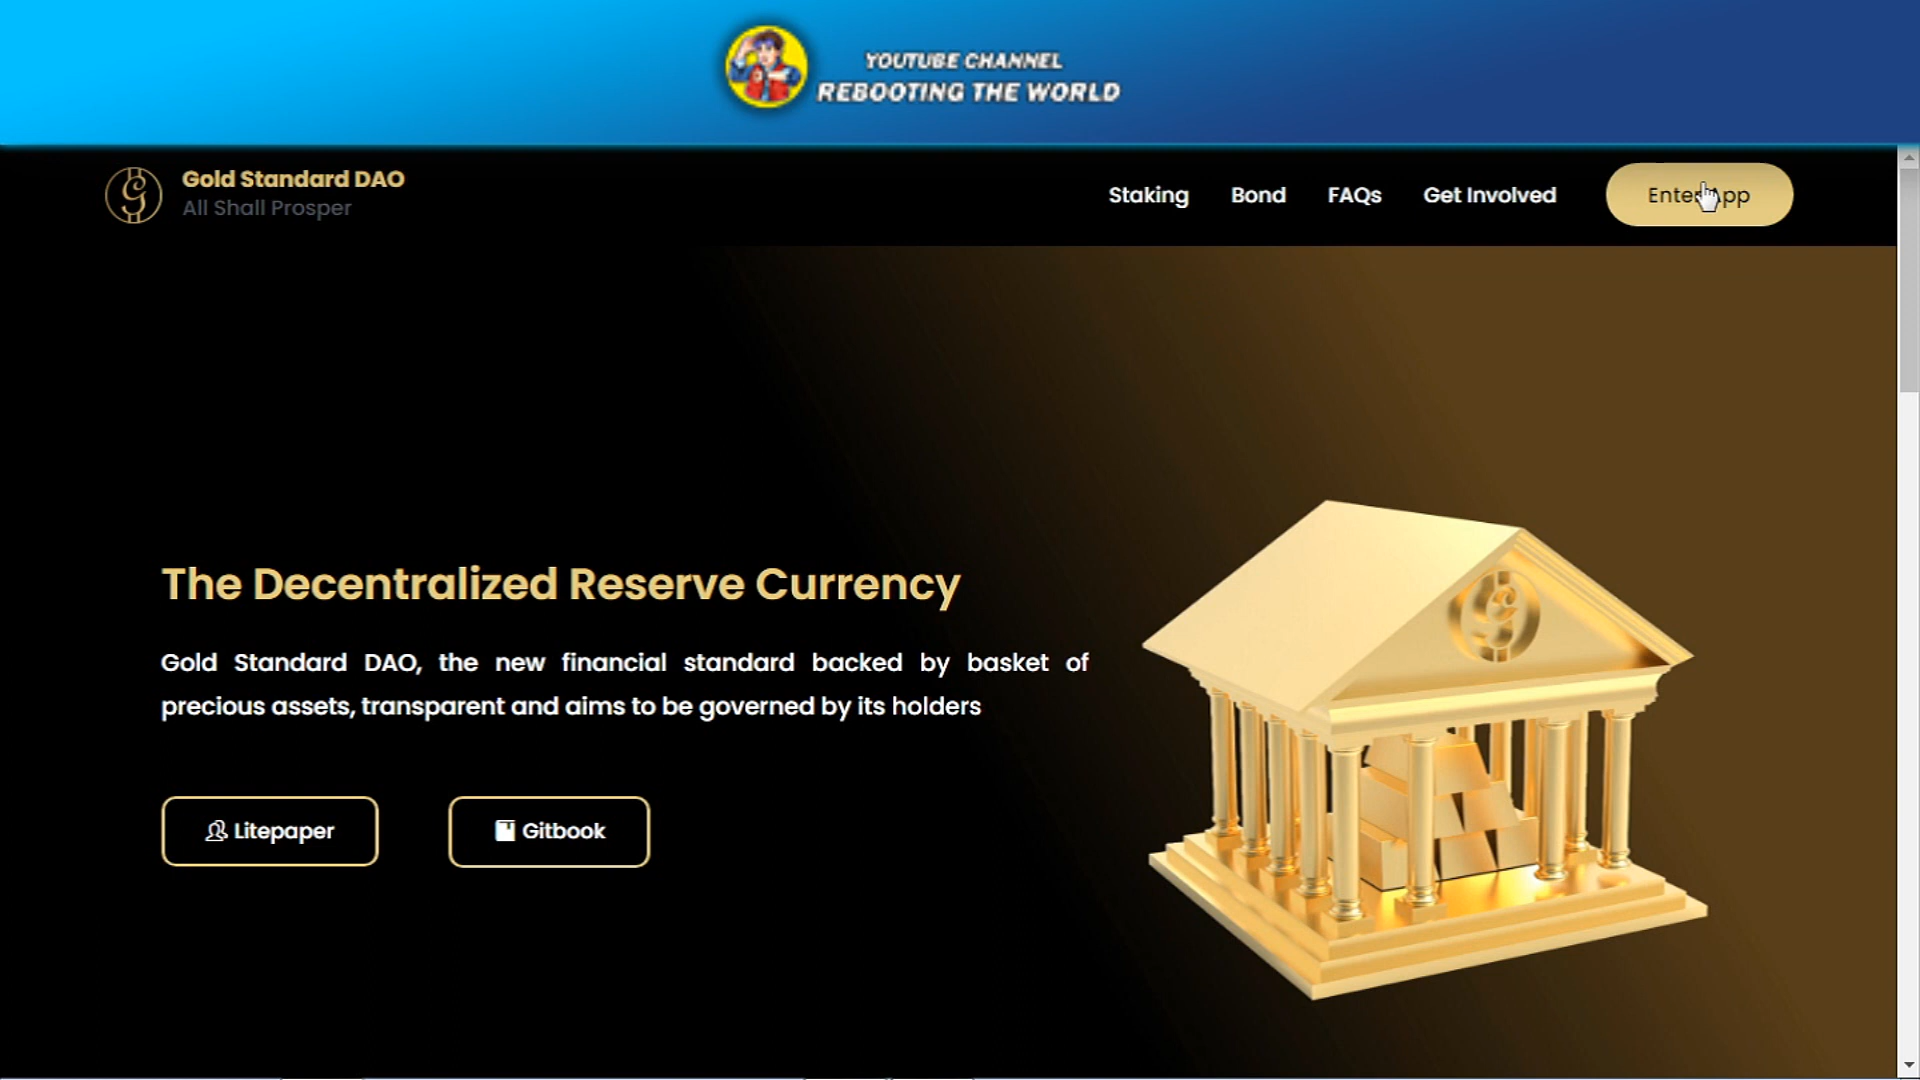 YOUTUBE CHANNEL
REBOOTING THE WORLD
Gold Standard DAO
All Shall Prosper
Staking
Bond
FAQs
Get Involved
Enter App
The Decentralized Reserve Currency
Gold Standard DAO, the new financial standard backed by basket of
precious assets, transparent and aims to be governed by its holders
Litepaper
Gitbook